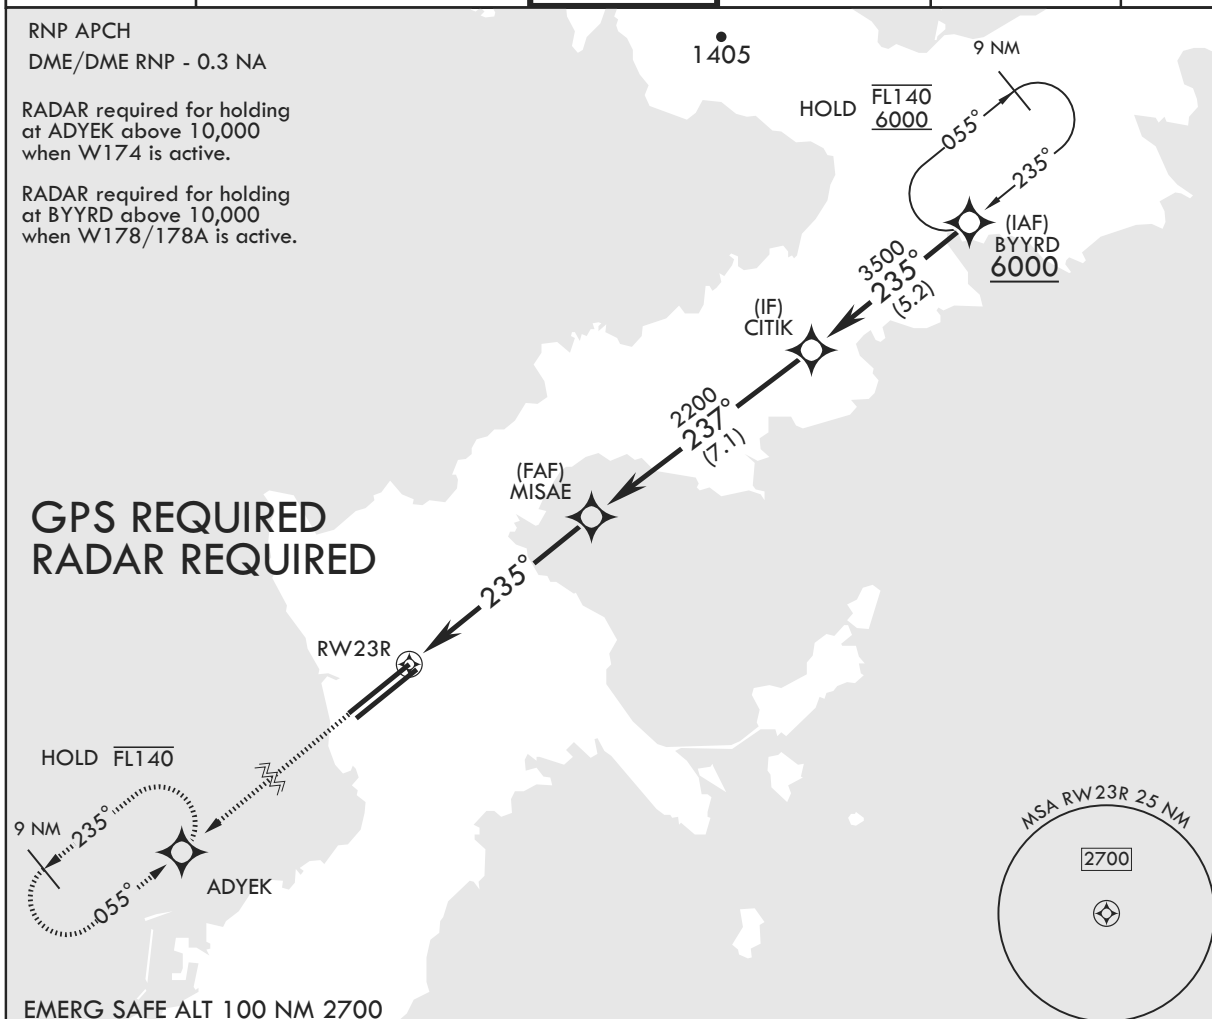 RNP APCH
DME/DME RNP - 0.3 NA
RADAR required for holding
at ADYEK above 10,000
when W174 is active.
RADAR required for holding
at BYYRD above 10,000
when W178/178A is active.
1405
9 NM
HOLD FL140
6000
055°
235°
(IAF)
BYYRD
6000
3500
235°
(5.2)
(IF)
CITIK
2200
237°
(7.1)
(FAF)
MISAE
GPS REQUIRED
RADAR REQUIRED
235°
RW23R
HOLD FL140
9 NM
235°
055°
ADYEK
MSA RW23R 25 NM
2700
EMERG SAFE ALT 100 NM 2700